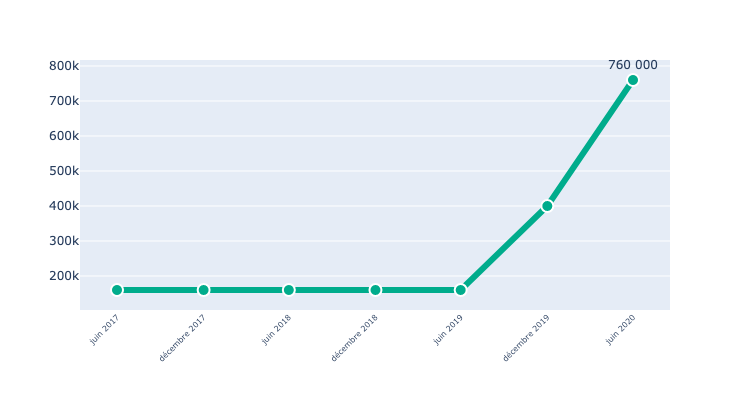 800k
760 000
700k
600k
500k
400k
300k
200k
juin 2017
décembre 2017
juin 2018
décembre 2018
juin 2019
décembre 2019
juin 2020